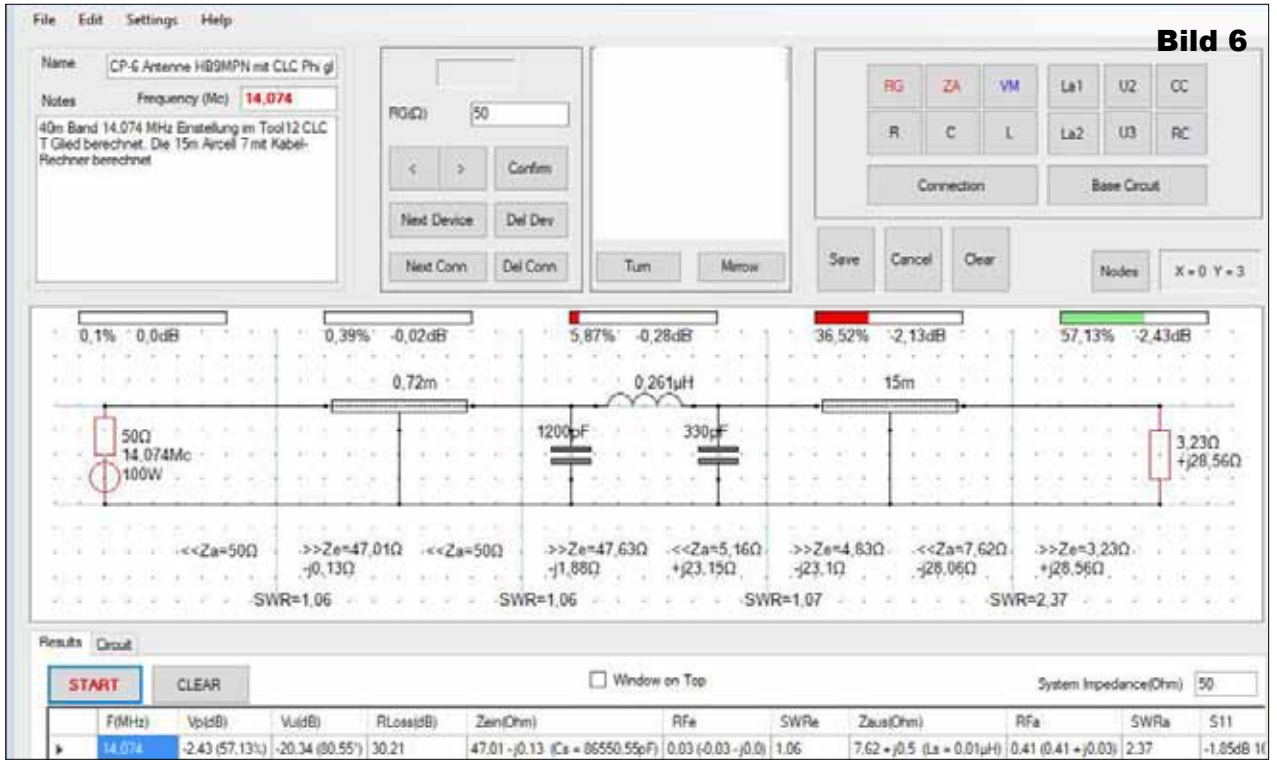 File Edit Settings Help
Bild 6
Name CP-6 Antenne HB9MPN mit CLC Phi gl
Notes Frequency (Mc) 14,074
40m Band 14.074 MHz Einstellung im Tool12 CLC
T Glied berechnet. Die 15m Aircell 7 mit Kabel-
Rechner berechnet
RG(Ω) 50
< > Confirm
Next Device Del Dev
Next Conn Del Conn
Turn Mirrow
RG ZA VM La1 U2 CC
R C L La2 U3 RC
Connection Base Circuit
Save Cancel Clear Nodes X = 0 Y = 3
0,1% 0,0dB 0,39% -0,02dB 5,87% -0,28dB 36,52% -2,13dB 57,13% -2,43dB
0,72m 0,261µH 15m
1200pF 330pF
50Ω
14,074Mc
100W
3,23Ω
+j28,56Ω
<<Za=50Ω >>Ze=47,01Ω <<Za=50Ω >>Ze=47,63Ω <<Za=5,16Ω >>Ze=4,83Ω <<Za=7,62Ω >>Ze=3,23Ω
-j0,13Ω -j1,88Ω +j23,15Ω -j23,1Ω -j28,06Ω +j28,56Ω
SWR=1,06 SWR=1,06 SWR=1,07 SWR=2,37
Results Circuit
START CLEAR Window on Top System Impedance(Ohm) 50
F(MHz) Vp(dB) Vu(dB) RLoss(dB) Zein(Ohm) RFe SWRe Zaus(Ohm) RFa SWRa S11
14,074 -2.43 (57.13%) -20.34 (80.55°) 30.21 47.01 - j0.13 (Cs = 86550.55pF) 0.03 (-0.03 - j0.0) 1.06 7.62 + j0.5 (Ls = 0.01µH) 0.41 (0.41 + j0.03) 2.37 -1.85dB